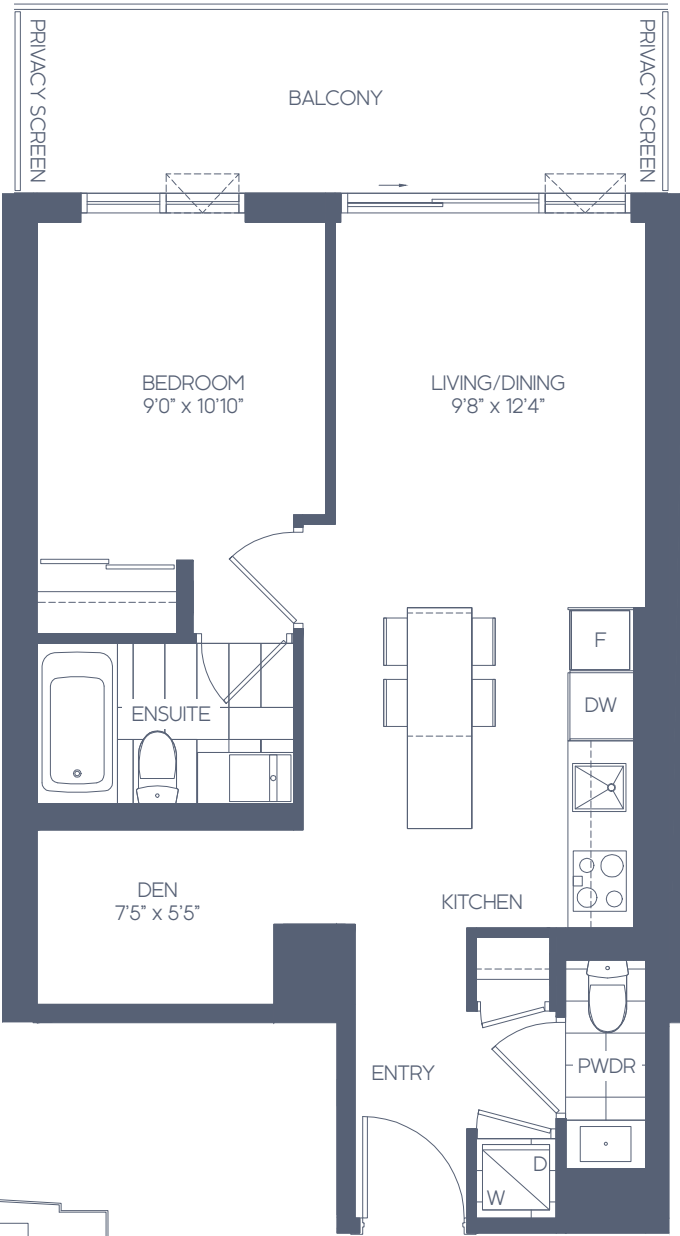 PRIVACY SCREEN
BALCONY
PRIVACY SCREEN
BEDROOM
9'0" x 10'10"
LIVING/DINING
9'8" x 12'4"
F
DW
ENSUITE
DEN
7'5" x 5'5"
KITCHEN
ENTRY
PWDR
D
W